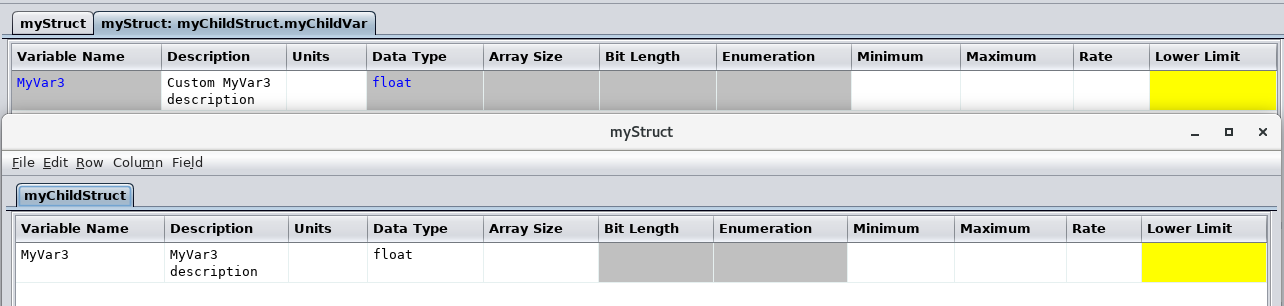 myStruct myStruct: myChildStruct.myChildVar
Variable Name Description Units Data Type Array Size Bit Length Enumeration Minimum Maximum Rate Lower Limit
MyVar3 Custom MyVar3 float
description
myStruct
File Edit Row Column Field
myChildStruct
Variable Name Description Units Data Type Array Size Bit Length Enumeration Minimum Maximum Rate Lower Limit
MyVar3 MyVar3 float
description